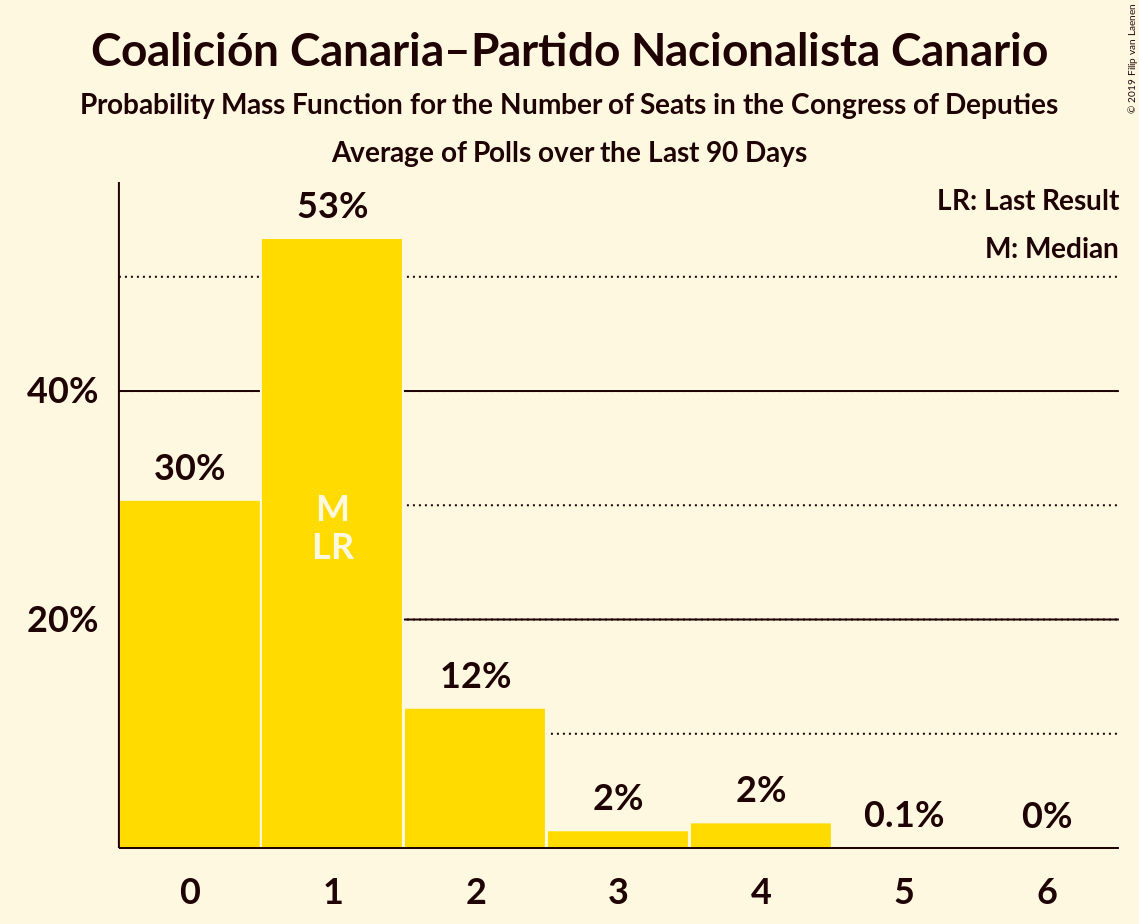 Coalición Canaria–Partido Nacionalista Canario
Probability Mass Function for the Number of Seats in the Congress of Deputies
Average of Polls over the Last 90 Days
© 2019 Filip van Laenen
LR: Last Result
M: Median
53%
40%
30%
M
LR
20%
12%
2%
2%
0.1%
0%
0 1 2 3 4 5 6